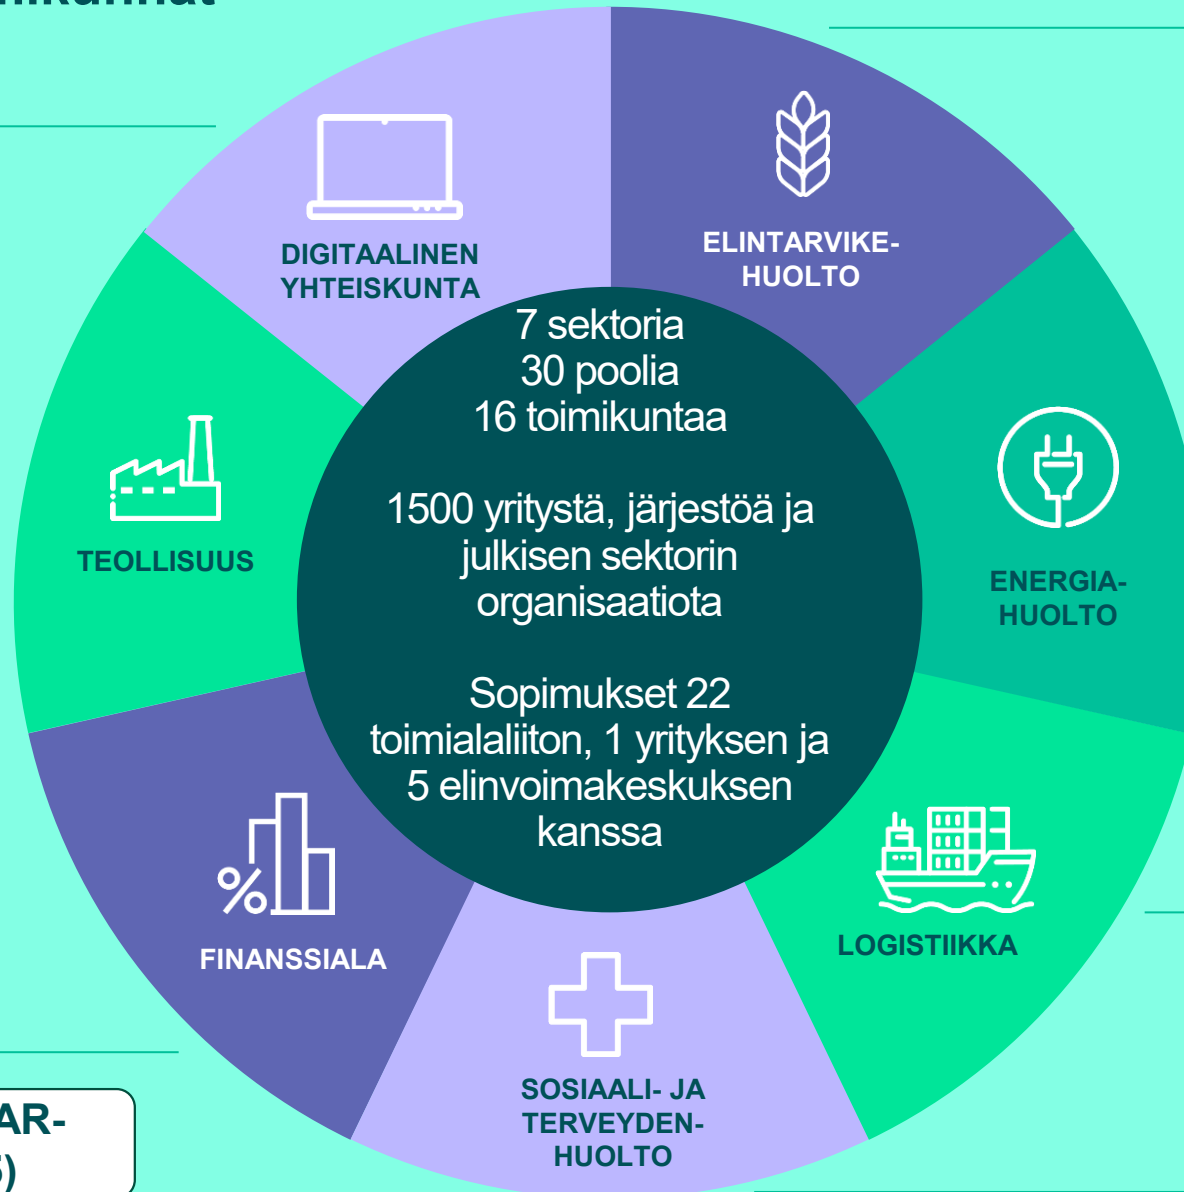 DIGITAALINEN
YHTEISKUNTA
ELINTARVIKE-
HUOLTO
7 sektoria
30 poolia
16 toimikuntaa
1500 yritystä, järjestöä ja
julkisen sektorin
organisaatiota
Sopimukset 22
toimialaliiton, 1 yrityksen ja
5 elinvoimakeskuksen
kanssa
TEOLLISUUS
ENERGIA-
HUOLTO
FINANSSIALA
%
LOGISTIIKKA
SOSIAALI- JA
TERVEYDEN-
HUOLTO